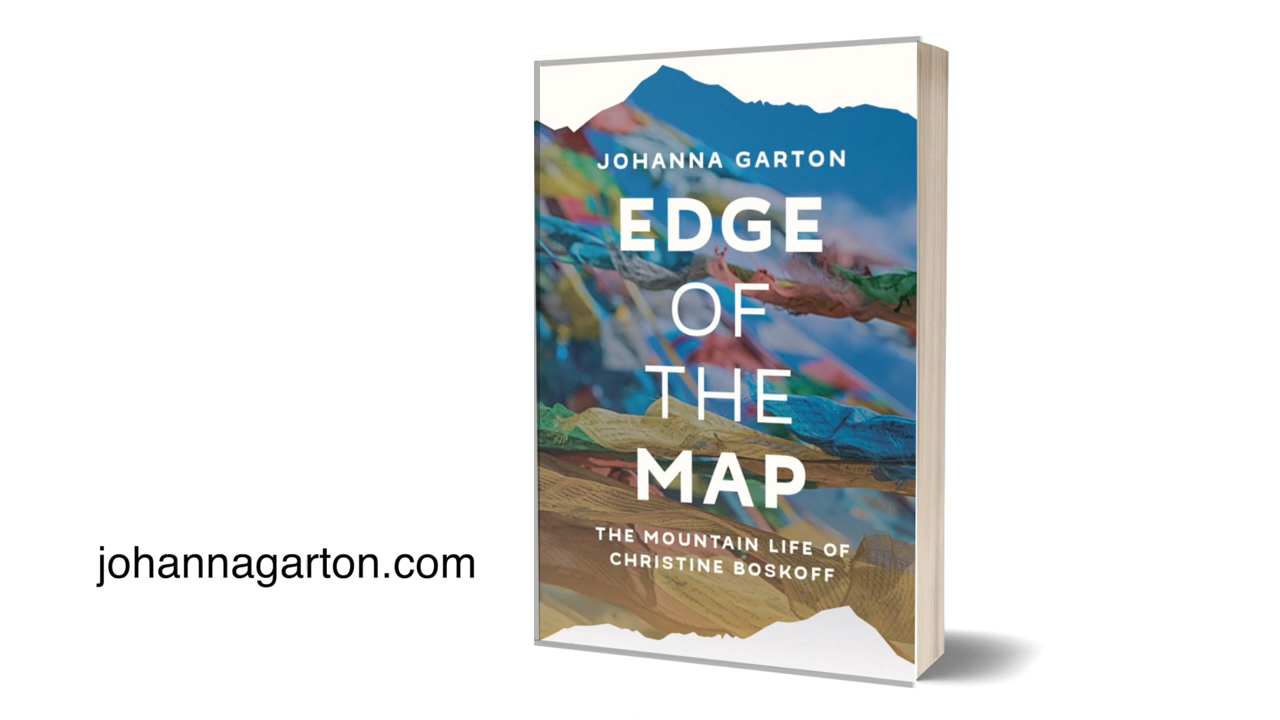 JOHANNA GARTON
EDGE
OF
THE
MAP
THE MOUNTAIN LIFE OF
CHRISTINE BOSKOFF
johannagarton.com